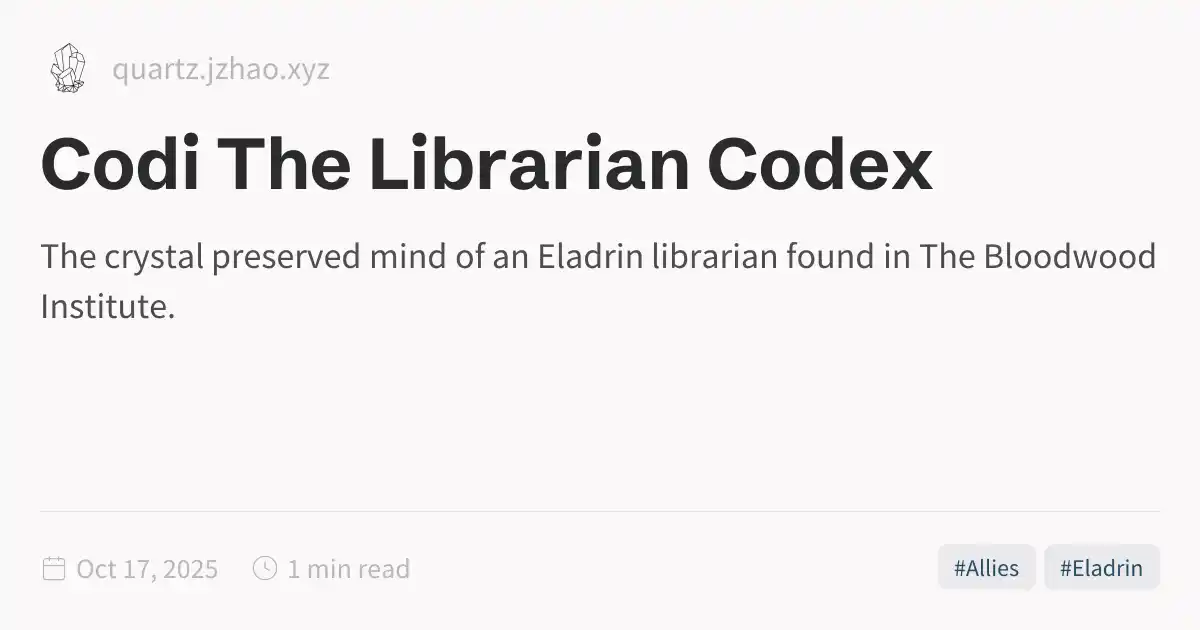 quartz.jzhao.xyz
Codi The Librarian Codex
The crystal preserved mind of an Eladrin librarian found in The Bloodwood
Institute.
Oct 17, 2025
1 min read
#Allies
#Eladrin